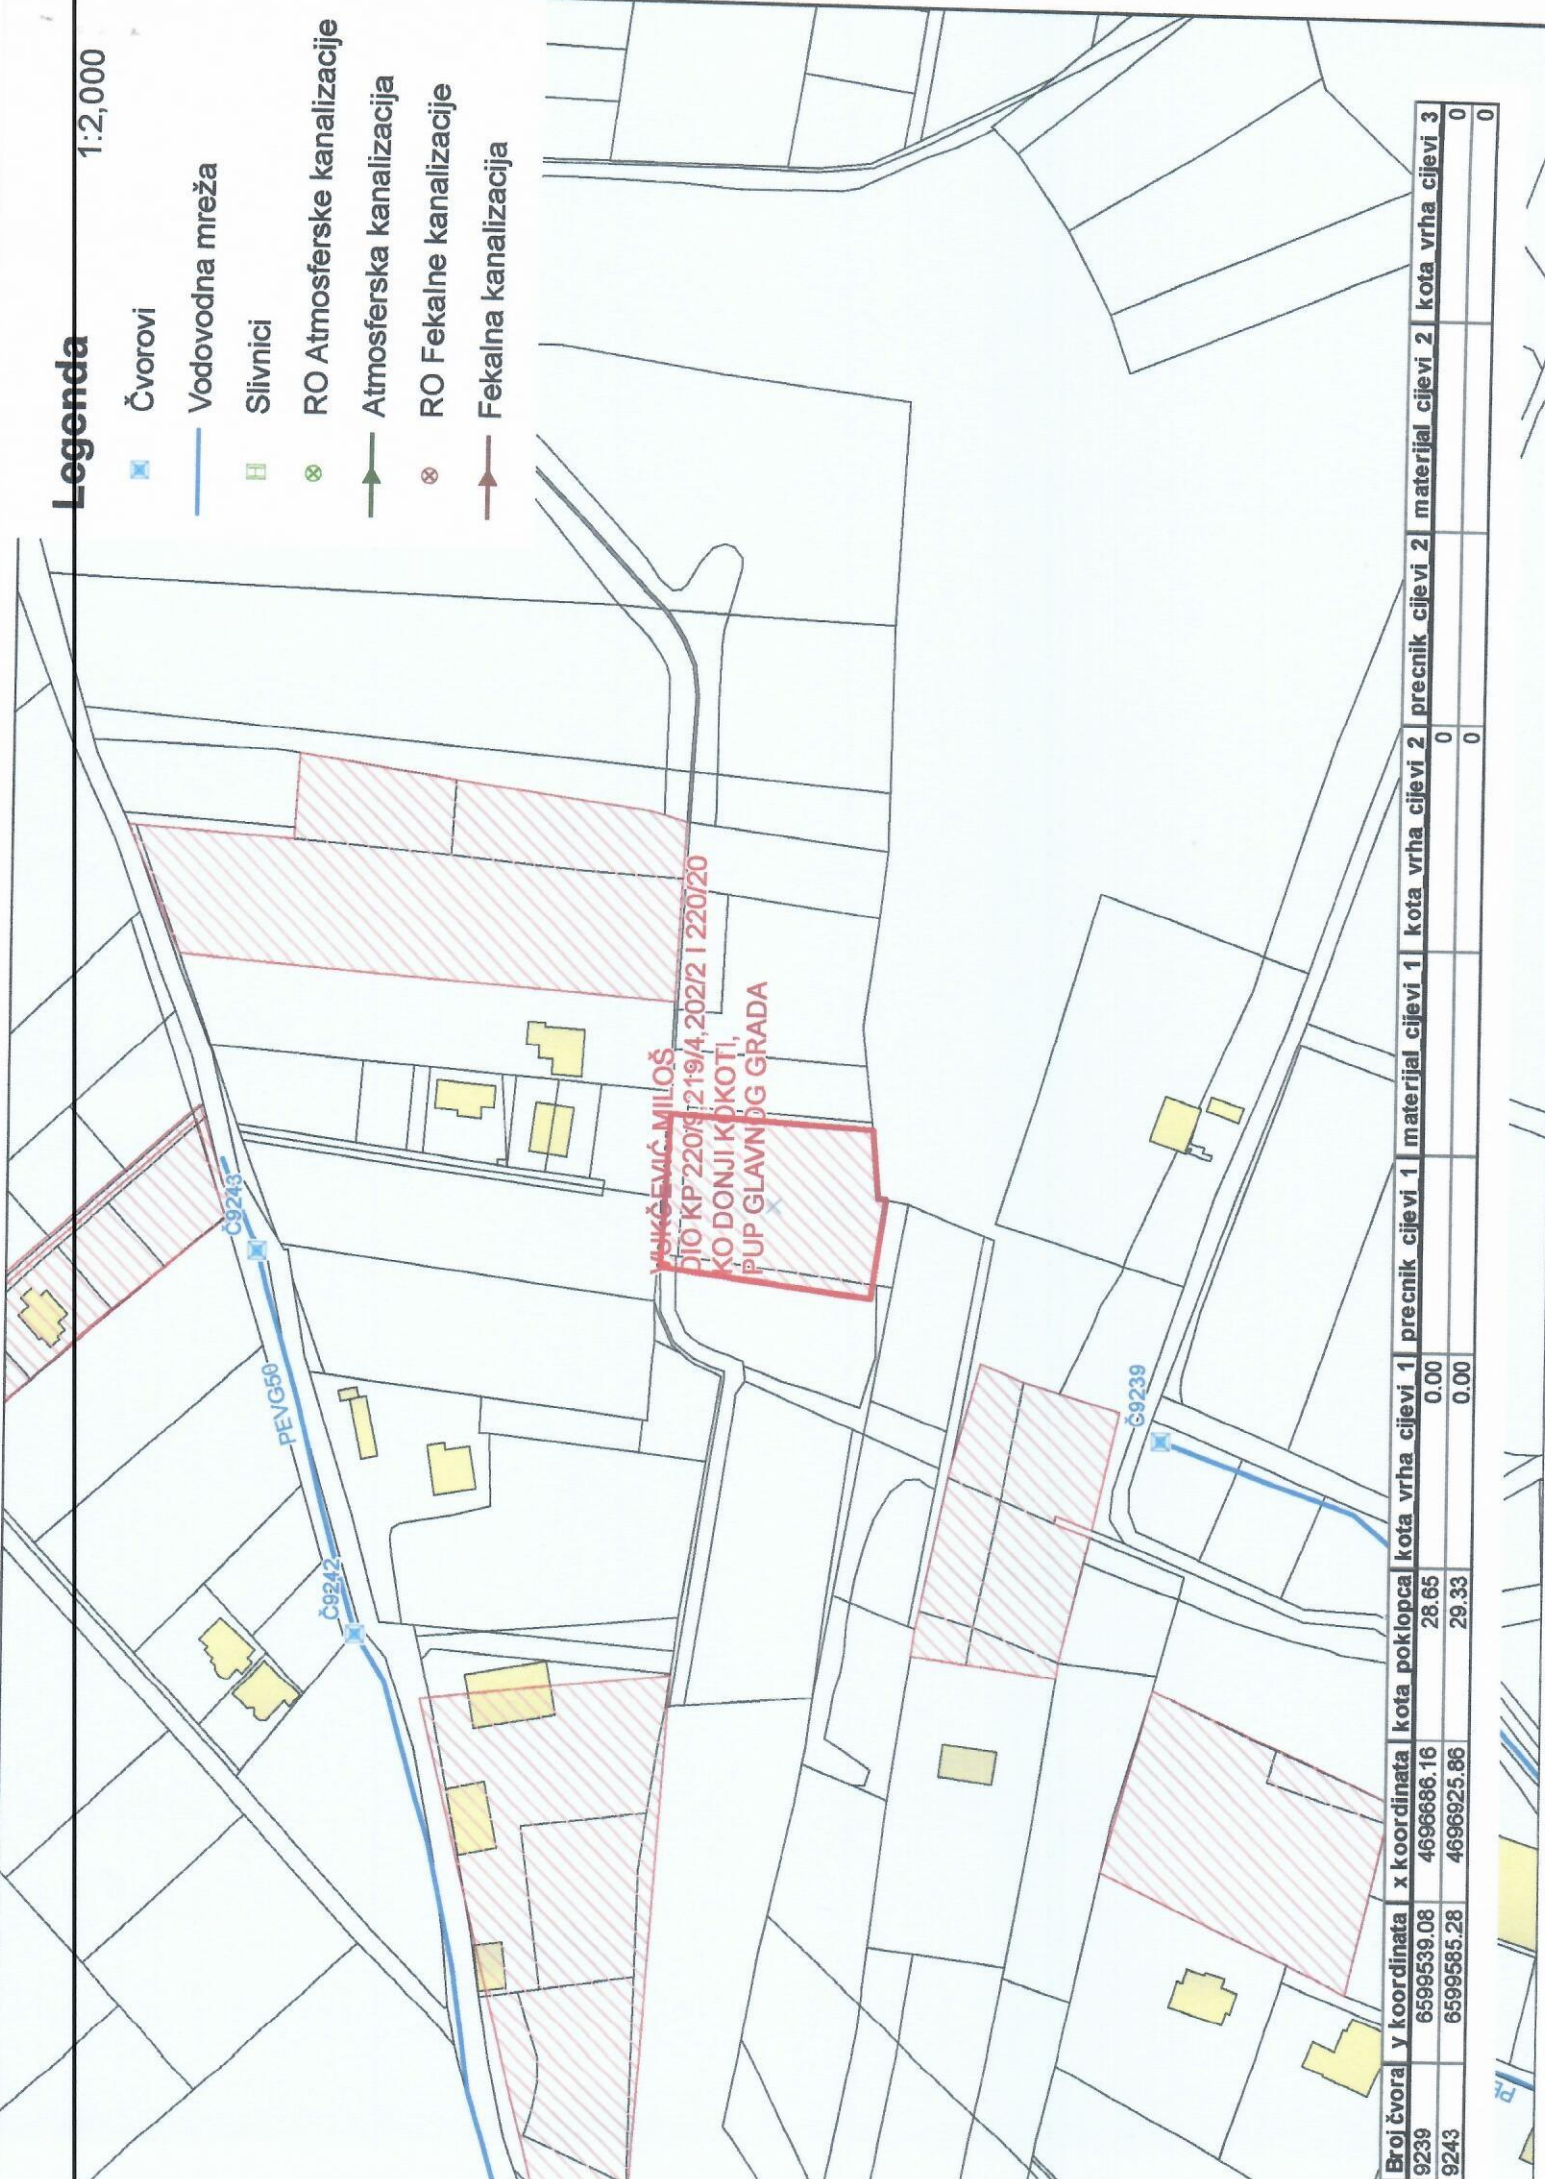 Legenda
1:2,000
Čvorovi
Vodovodna mreža
Slivnici
RO Atmosferske kanalizacije
Atmosferska kanalizacija
RO Fekalne kanalizacije
Fekalna kanalizacija
Č9243
PEVG50
Č9242
VUKČEVIĆ MILOŠ
DIO KP 220/9,219/4,202/2 I 220/20
KO DONJI KOKOTI,
PUP GLAVNOG GRADA
Č9239
Broj čvora y koordinata x koordinata kota poklopca kota vrha cijevi 1 precnik cijevi 1 materijal cijevi 1 kota vrha cijevi 2 precnik cijevi 2 materijal cijevi 2 kota vrha cijevi 3
9239 6599539.08 4696686.16 28.65 0.00 0 0
9243 6599585.28 4696925.86 29.33 0.00 0 0